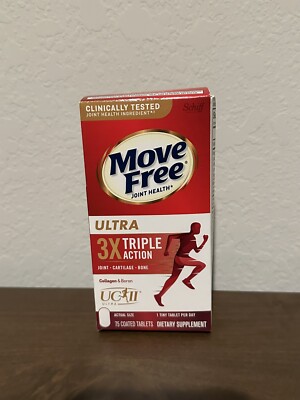 CLINICALLY TESTED
JOINT HEALTH INGREDIENT*†
Schiff
Move
Free®
JOINT HEALTH*
ULTRA
3X TRIPLE
ACTION
JOINT • CARTILAGE • BONE
Collagen & Boron
UC-II
ACTUAL SIZE
1 TINY TABLET PER DAY
75 COATED TABLETS
DIETARY SUPPLEMENT